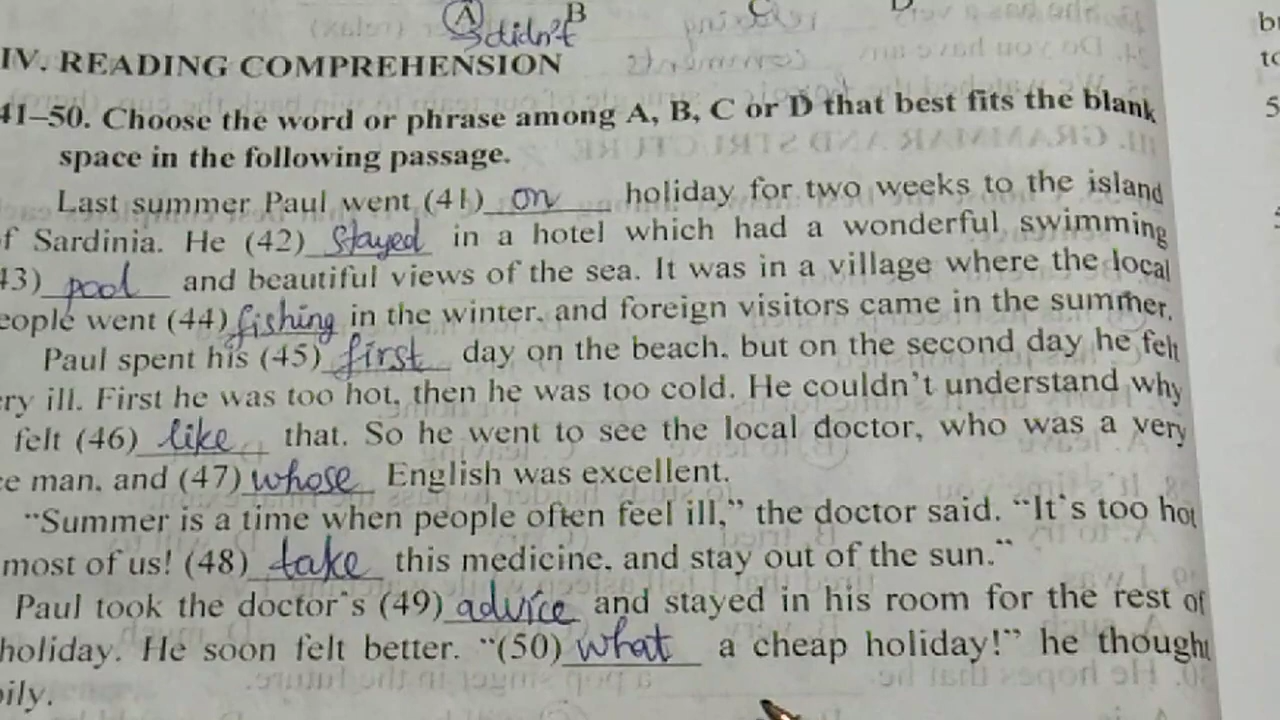 A B C D
didn't
IV. READING COMPREHENSION
41–50. Choose the word or phrase among A, B, C or D that best fits the blank
space in the following passage.
Last summer Paul went (41) on holiday for two weeks to the island
f Sardinia. He (42) stayed in a hotel which had a wonderful swimming
43) pool and beautiful views of the sea. It was in a village where the local
eople went (44) fishing in the winter, and foreign visitors came in the summer.
Paul spent his (45) first day on the beach, but on the second day he felt
ry ill. First he was too hot, then he was too cold. He couldn't understand why
felt (46) like that. So he went to see the local doctor, who was a very
e man, and (47) whose English was excellent.
"Summer is a time when people often feel ill," the doctor said. "It's too hot
most of us! (48) take this medicine, and stay out of the sun."
Paul took the doctor's (49) advice and stayed in his room for the rest of
holiday. He soon felt better. "(50) what a cheap holiday!" he thought
ily.